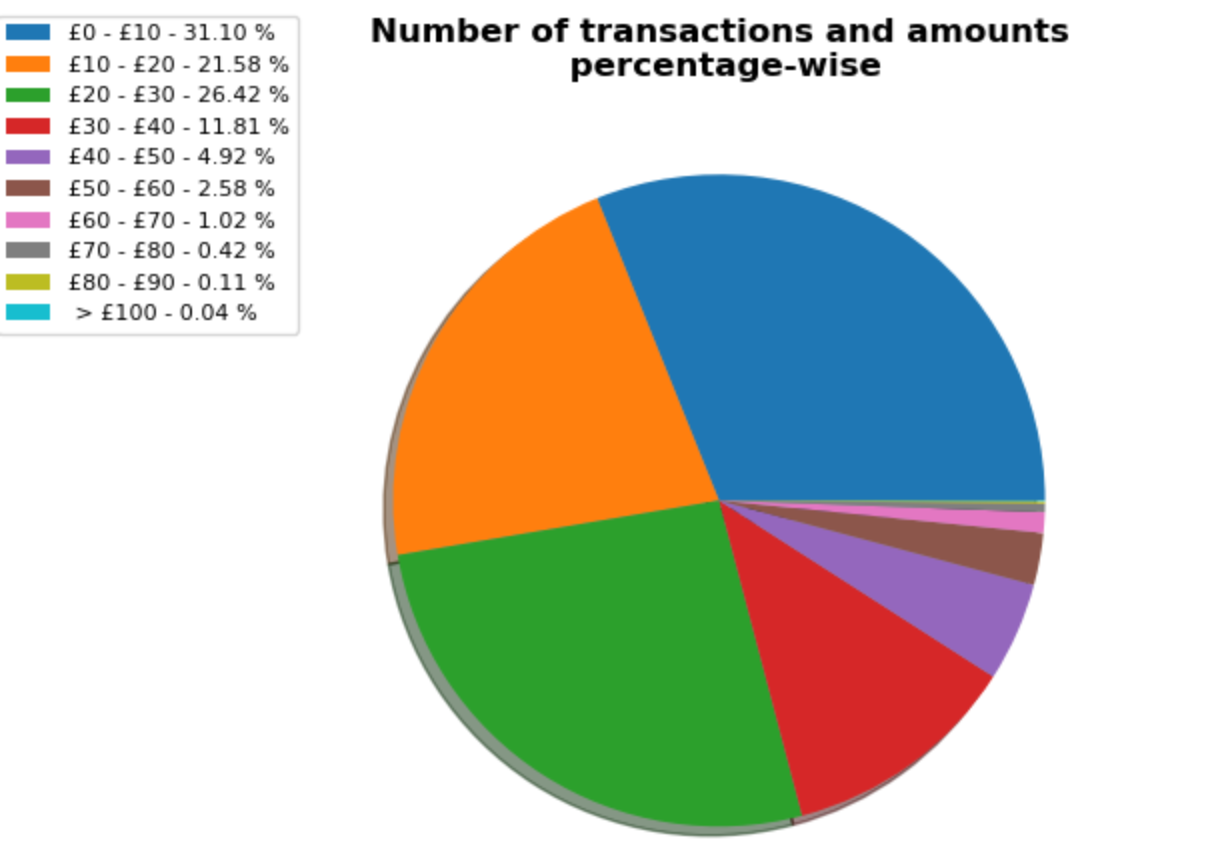 Number of transactions and amounts
percentage-wise
£0 - £10 - 31.10 %
£10 - £20 - 21.58 %
£20 - £30 - 26.42 %
£30 - £40 - 11.81 %
£40 - £50 - 4.92 %
£50 - £60 - 2.58 %
£60 - £70 - 1.02 %
£70 - £80 - 0.42 %
£80 - £90 - 0.11 %
> £100 - 0.04 %